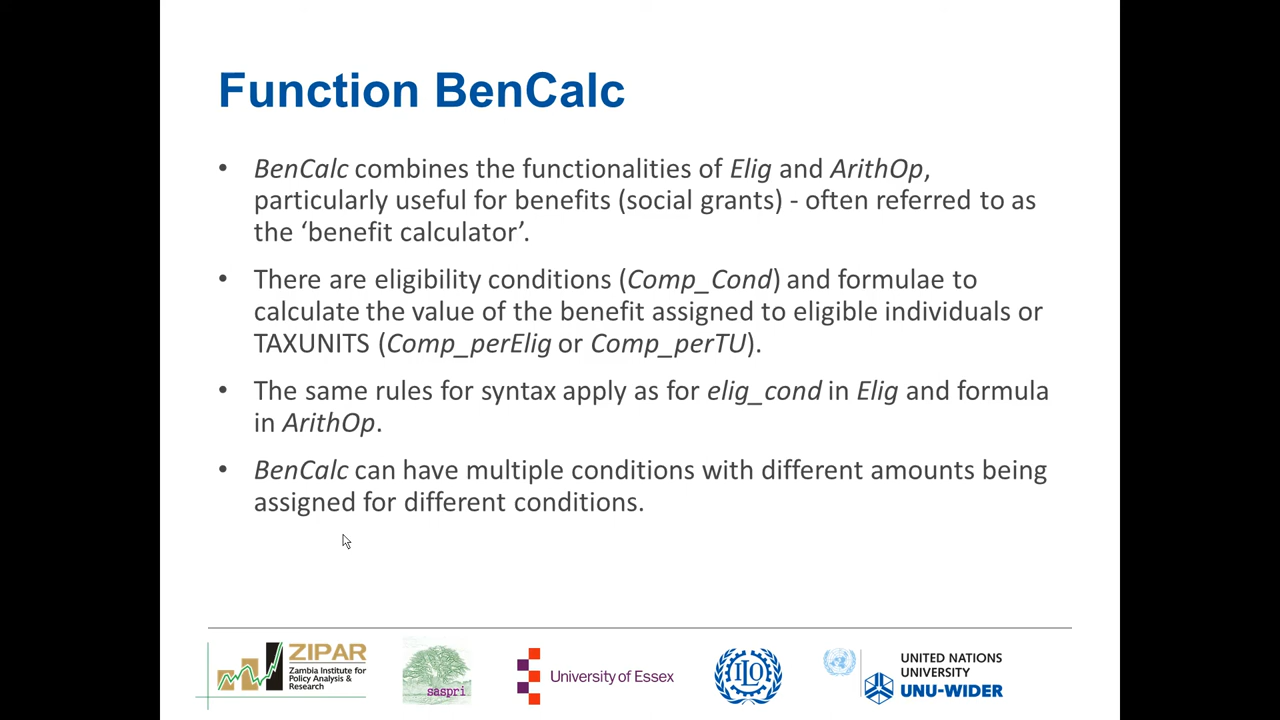 Function BenCalc
• BenCalc combines the functionalities of Elig and ArithOp,
particularly useful for benefits (social grants) - often referred to as
the ‘benefit calculator’.
• There are eligibility conditions (Comp_Cond) and formulae to
calculate the value of the benefit assigned to eligible individuals or
TAXUNITS (Comp_perElig or Comp_perTU).
• The same rules for syntax apply as for elig_cond in Elig and formula
in ArithOp.
• BenCalc can have multiple conditions with different amounts being
assigned for different conditions.
ZIPAR
Zambia Institute for
Policy Analysis &
Research
saspri
University of Essex
ILO
UNITED NATIONS
UNIVERSITY
UNU-WIDER